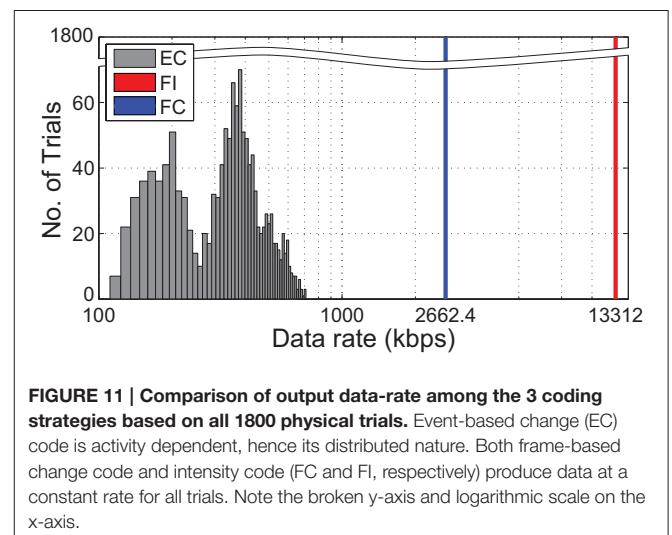 1800
60
40
20
0
No. of Trials
EC
FI
FC
100
1000
2662.4
13312
Data rate (kbps)
FIGURE 11 | Comparison of output data-rate among the 3 coding
strategies based on all 1800 physical trials. Event-based change (EC)
code is activity dependent, hence its distributed nature. Both frame-based
change code and intensity code (FC and FI, respectively) produce data at a
constant rate for all trials. Note the broken y-axis and logarithmic scale on the
x-axis.